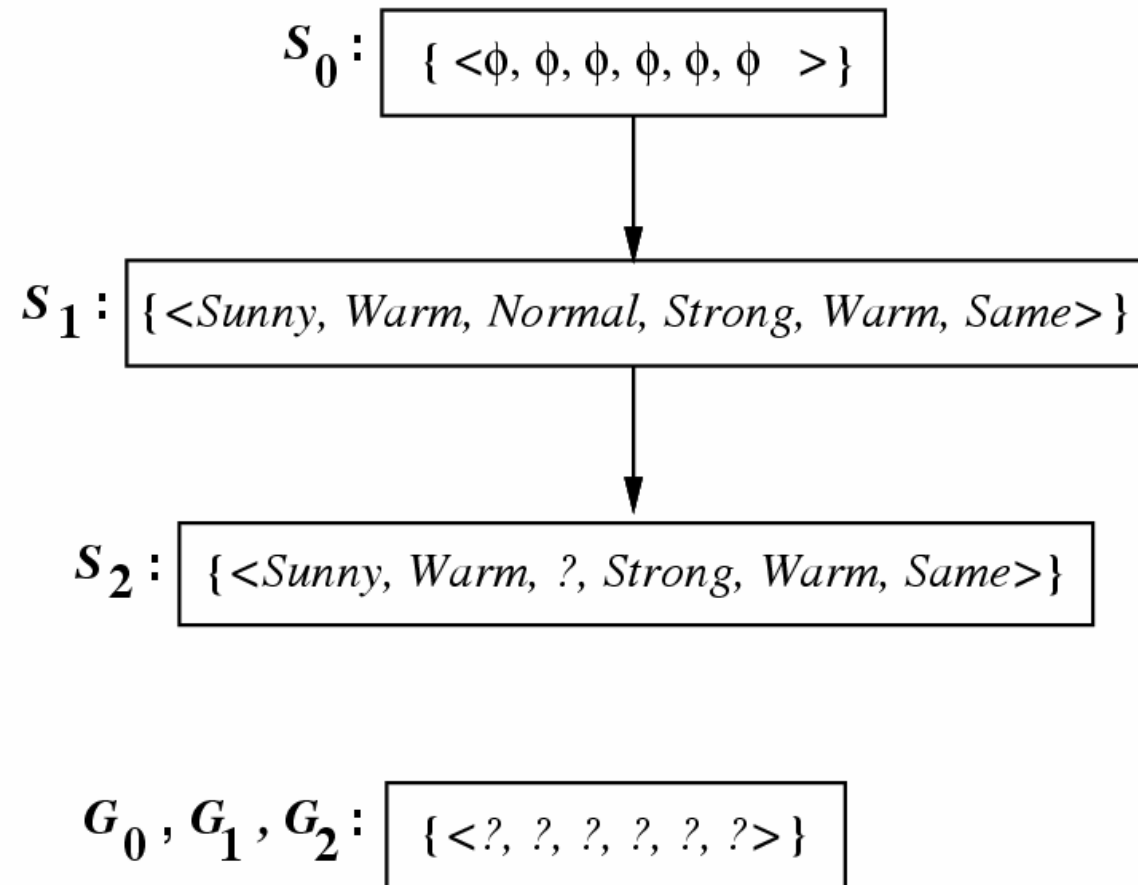 S0 : { <ϕ, ϕ, ϕ, ϕ, ϕ, ϕ >}
S1 : {<Sunny, Warm, Normal, Strong, Warm, Same>}
S2 : {<Sunny, Warm, ?, Strong, Warm, Same>}
G0 , G1 , G2 : {<?, ?, ?, ?, ?, ?>}